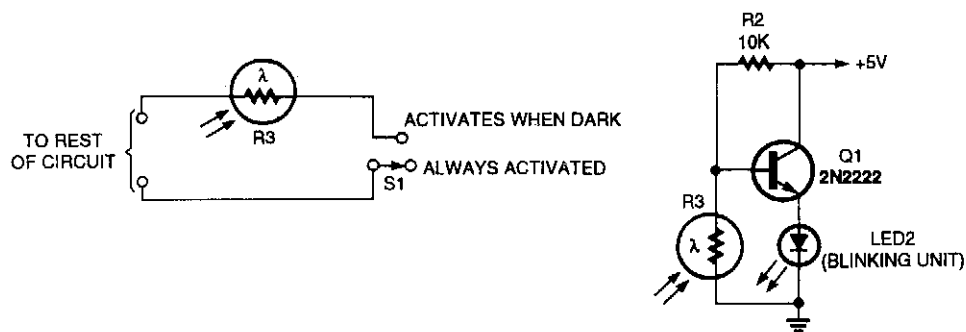 λ
R3
TO REST
OF CIRCUIT
ACTIVATES WHEN DARK
ALWAYS ACTIVATED
S1
R2
10K
+5V
Q1
2N2222
R3
λ
LED2
(BLINKING UNIT)